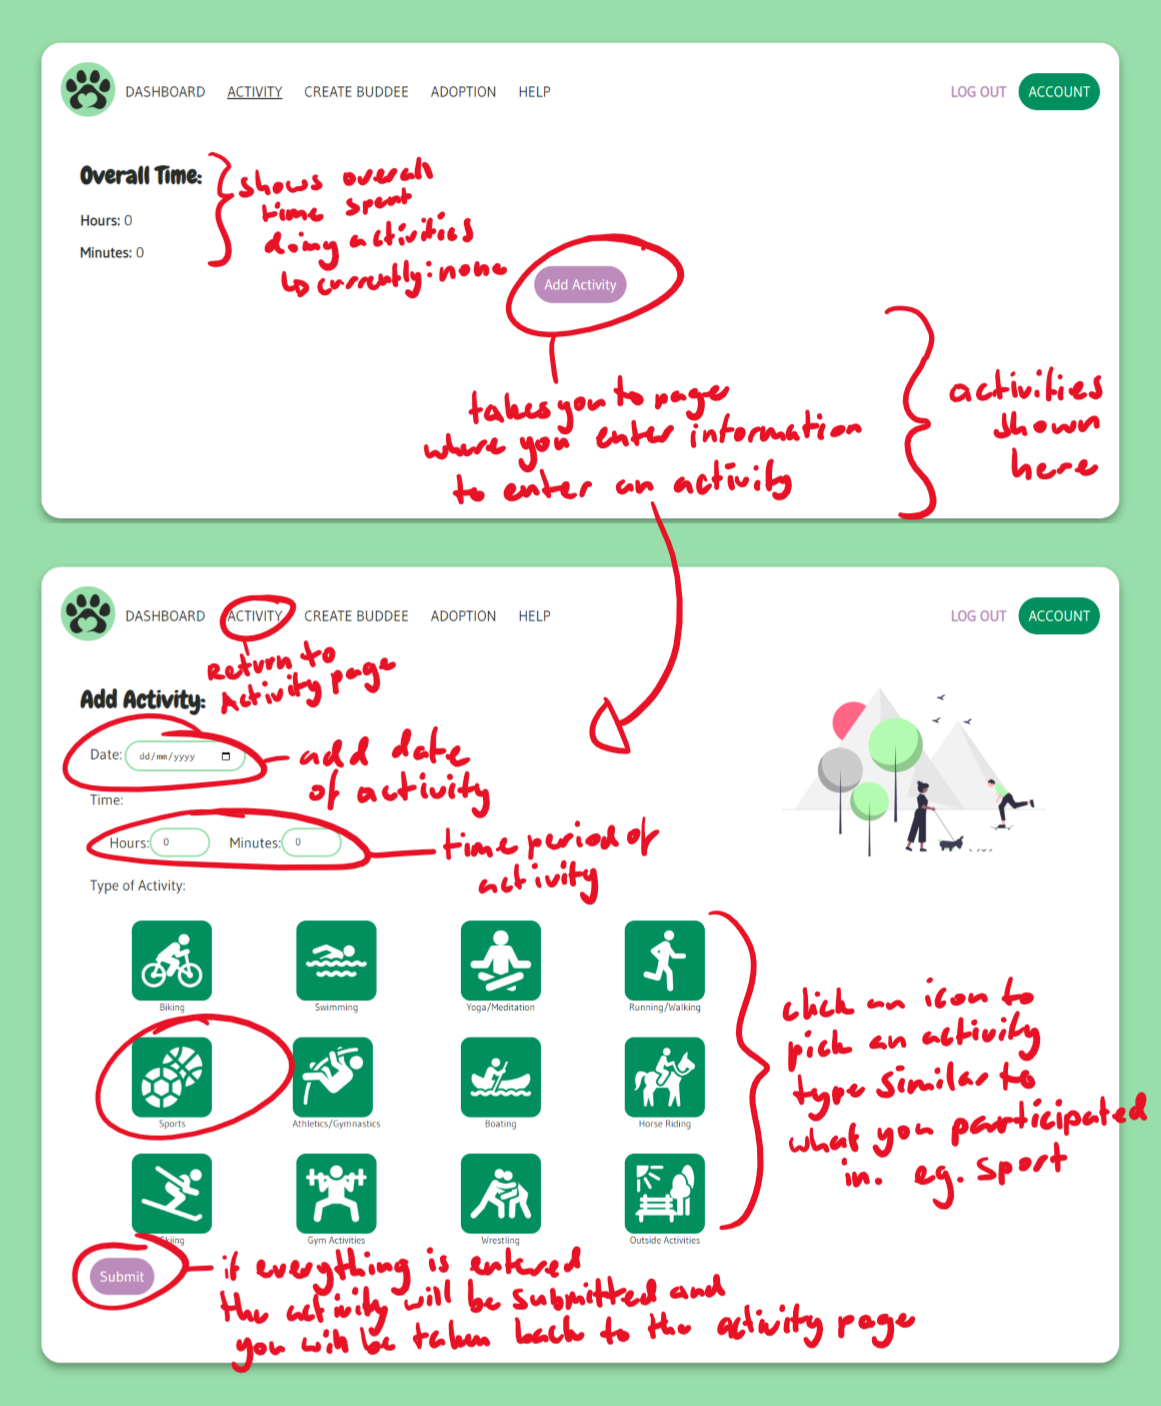 DASHBOARD ACTIVITY CREATE BUDDEE ADOPTION HELP LOG OUT ACCOUNT
Overall Time:
Hours: 0
Minutes: 0
shows overall
time spent
doing activities
↳ currently: none
Add Activity
takes you to page
where you enter information
to enter an activity
activities
shown
here
DASHBOARD ACTIVITY CREATE BUDDEE ADOPTION HELP LOG OUT ACCOUNT
Return to
Activity page
Add Activity:
Date: dd/mm/yyyy
add date
of activity
Time:
Hours: 0 Minutes: 0
time period of
activity
Type of Activity:
Biking Swimming Yoga/Meditation Running/Walking
Sports Athletics/Gymnastics Boating Horse Riding
Skiing Gym Activities Wrestling Outside Activities
click an icon to
pick an activity
type similar to
what you participated
in. eg. sport
Submit
if everything is entered
the activity will be submitted and
you will be taken back to the activity page